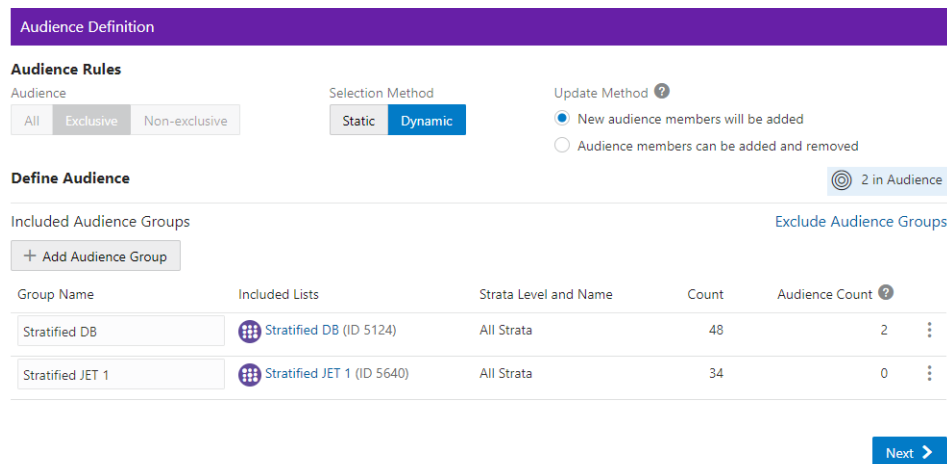 Audience Definition
Audience Rules
Audience
All
Exclusive
Non-exclusive
Selection Method
Static
Dynamic
Update Method ?
New audience members will be added
Audience members can be added and removed
Define Audience
2 in Audience
Included Audience Groups
Exclude Audience Groups
+ Add Audience Group
Group Name Included Lists Strata Level and Name Count Audience Count ?
Stratified DB Stratified DB (ID 5124) All Strata 48 2
Stratified JET 1 Stratified JET 1 (ID 5640) All Strata 34 0
Next